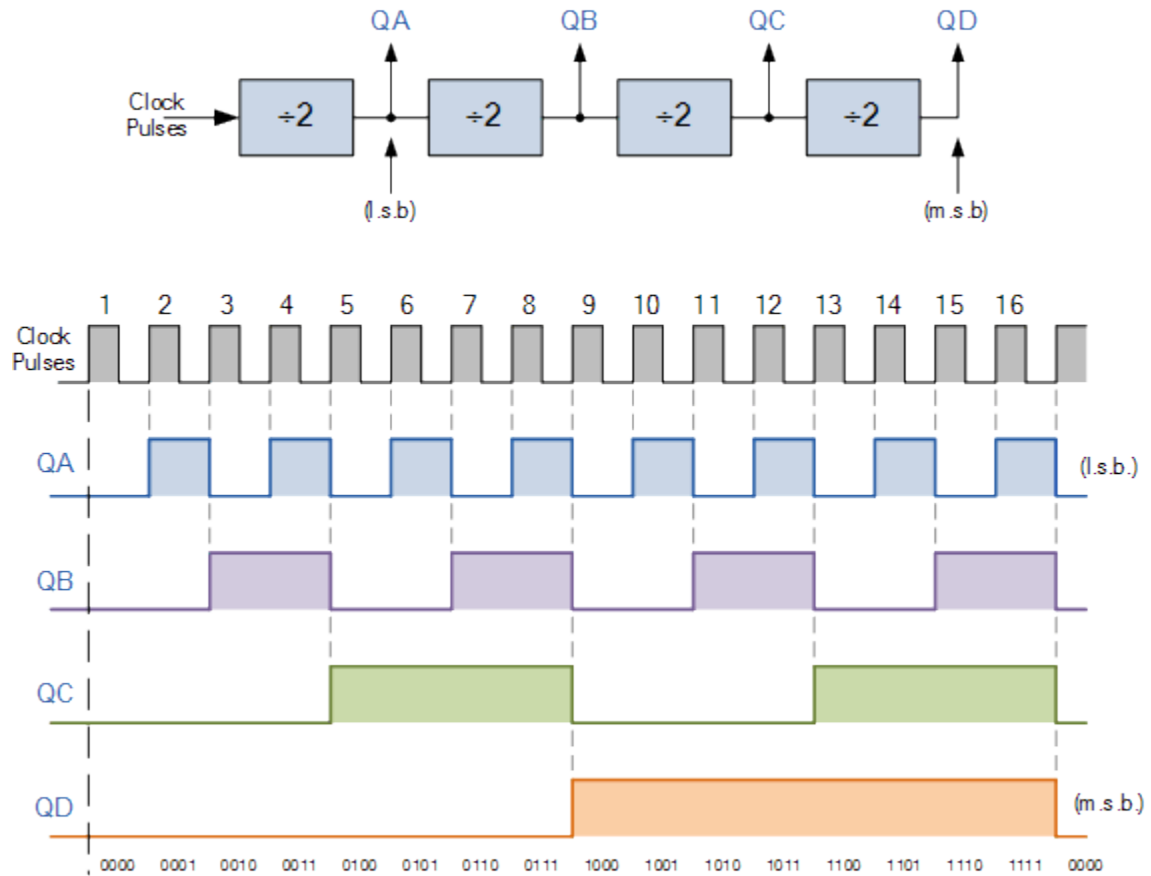 QA QB QC QD
Clock
Pulses
÷2 ÷2 ÷2 ÷2
(l.s.b) (m.s.b)
1 2 3 4 5 6 7 8 9 10 11 12 13 14 15 16
Clock
Pulses
QA (l.s.b.)
QB
QC
QD (m.s.b.)
0000 0001 0010 0011 0100 0101 0110 0111 1000 1001 1010 1011 1100 1101 1110 1111 0000